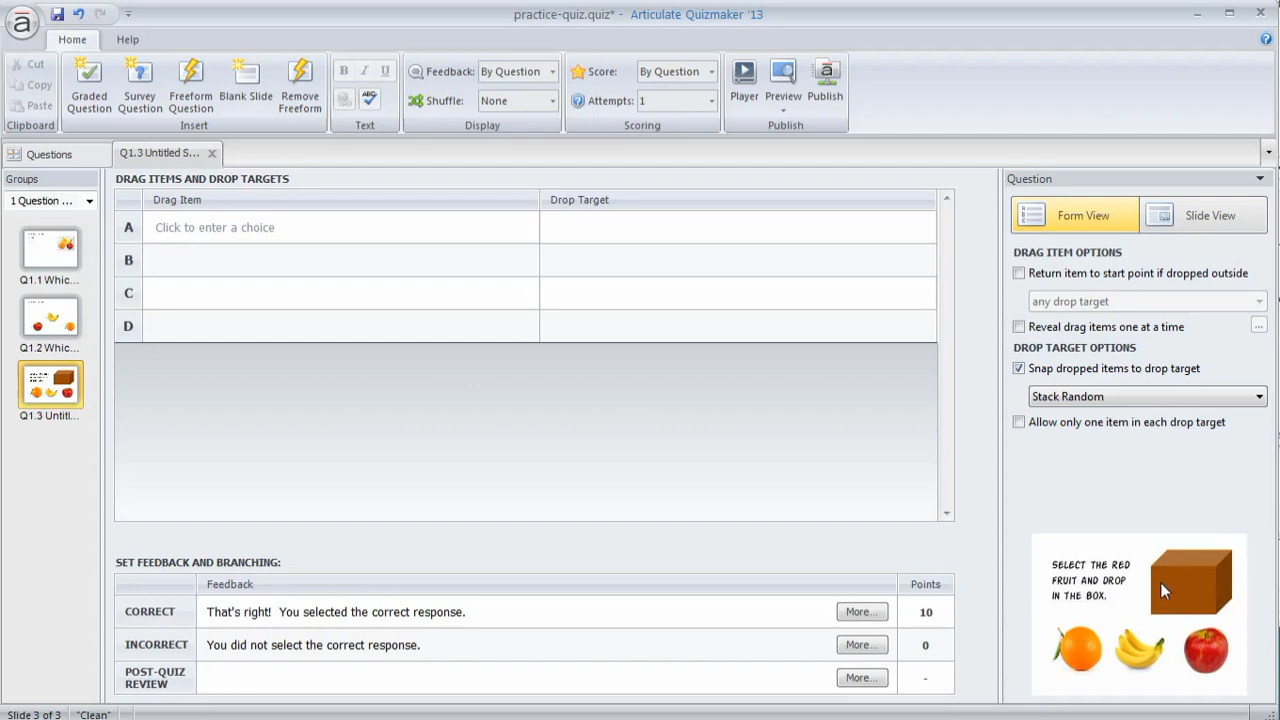 practice-quiz.quiz* - Articulate Quizmaker '13
Home
Help
Cut
Copy
Paste
Clipboard
Graded
Question
Survey
Question
Freeform
Question
Blank Slide
Remove
Freeform
Insert
B I U
ABC
Text
Feedback: By Question
Shuffle: None
Display
Score: By Question
Attempts: 1
Scoring
Player
Preview
Publish
Publish
Questions
Q1.3 Untitled S...
Groups
1 Question ...
Q1.1 Whic...
Q1.2 Whic...
Q1.3 Untitl...
DRAG ITEMS AND DROP TARGETS
Drag Item
Drop Target
A
Click to enter a choice
B
C
D
SET FEEDBACK AND BRANCHING:
Feedback
Points
CORRECT
That's right! You selected the correct response.
More...
10
INCORRECT
You did not select the correct response.
More...
0
POST-QUIZ
REVIEW
More...
-
Question
Form View
Slide View
DRAG ITEM OPTIONS
Return item to start point if dropped outside
any drop target
Reveal drag items one at a time
...
DROP TARGET OPTIONS
Snap dropped items to drop target
Stack Random
Allow only one item in each drop target
SELECT THE RED
FRUIT AND DROP
IN THE BOX.
Slide 3 of 3
"Clean"